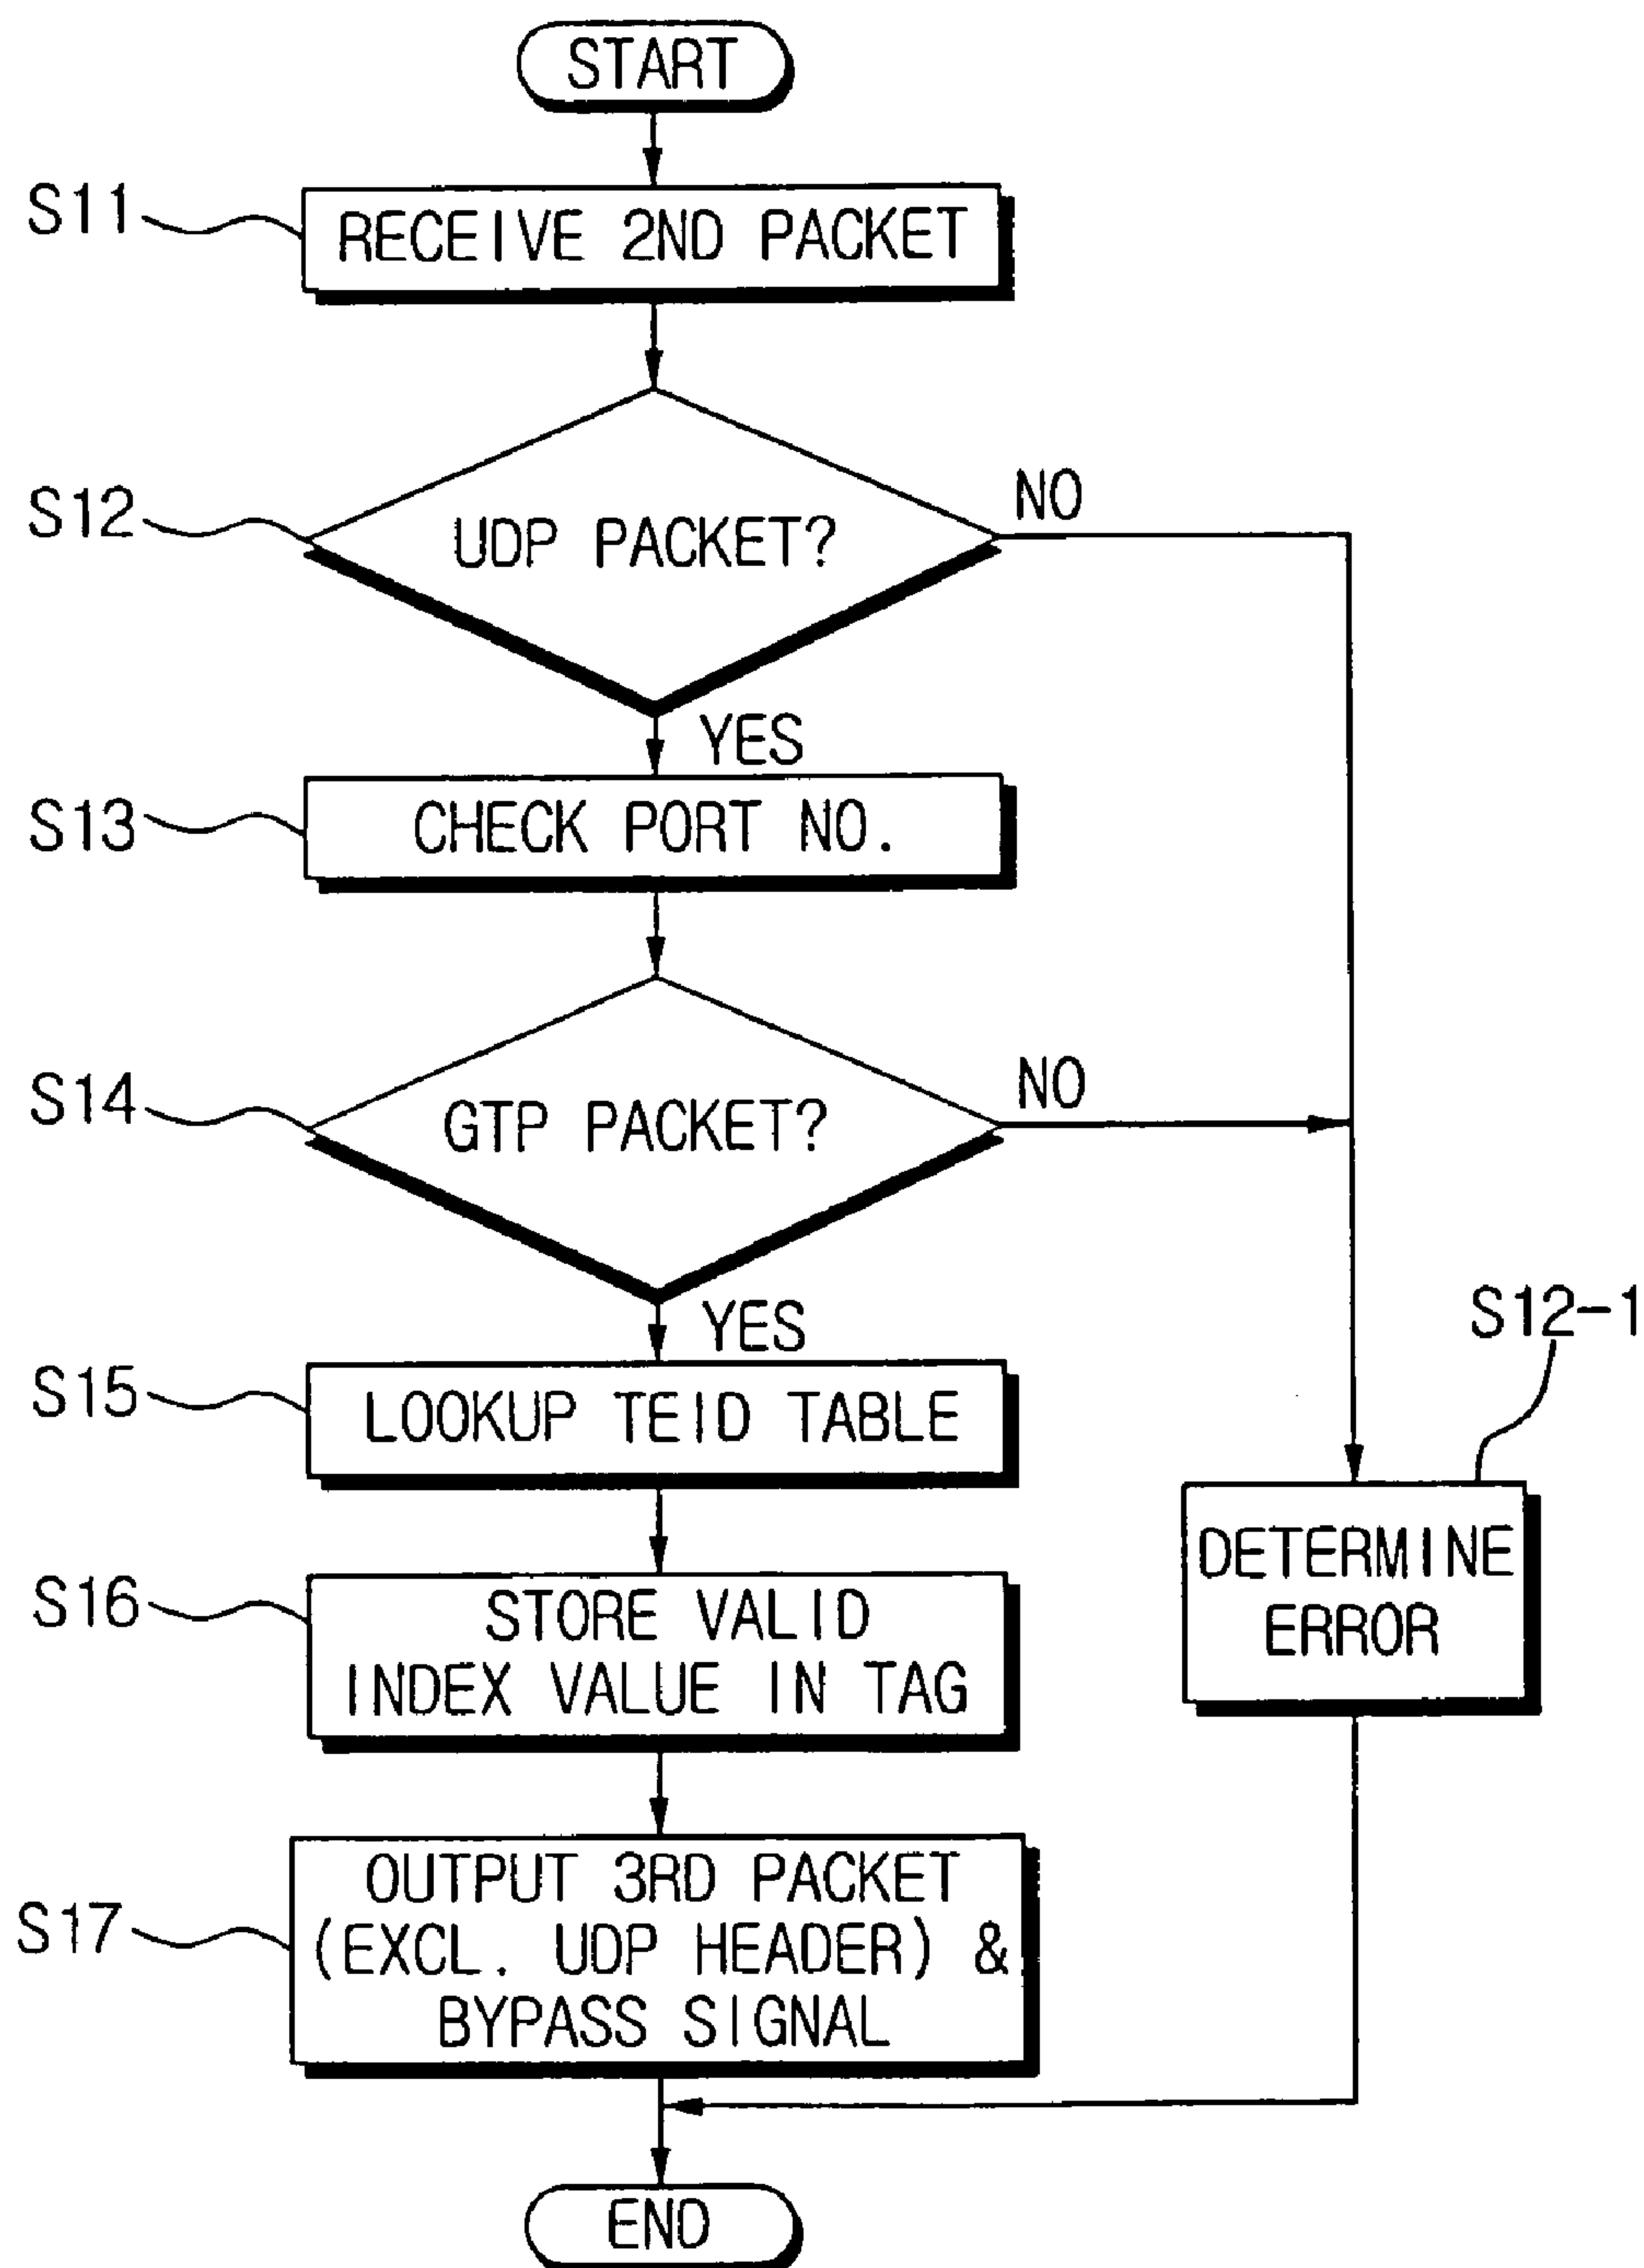 START
S11
RECEIVE 2ND PACKET
S12
UDP PACKET?
NO
YES
S13
CHECK PORT NO.
S14
GTP PACKET?
NO
YES
S12-1
S15
LOOKUP TEID TABLE
DETERMINE
ERROR
S16
STORE VALID
INDEX VALUE IN TAG
S17
OUTPUT 3RD PACKET
(EXCL. UDP HEADER) &
BYPASS SIGNAL
END